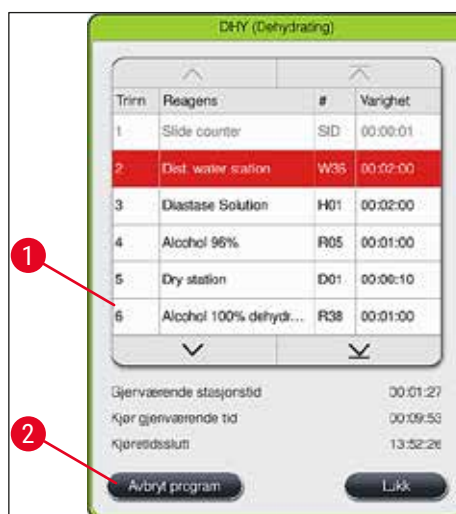 DHY (Dehydrating)
Trinn Reagens # Varighet
1 Slide counter SID 00:00:01
2 Dist. water station W36 00:02:00
3 Diastase Solution H01 00:02:00
4 Alcohol 96% R05 00:01:00
1
5 Dry station D01 00:00:10
6 Alcohol 100% dehydr... R38 00:01:00
Gjenværende stasjonstid 00:01:27
Kjør gjenværende tid 00:09:53
2
Kjøretidsslutt 13:52:26
Avbryt program Lukk